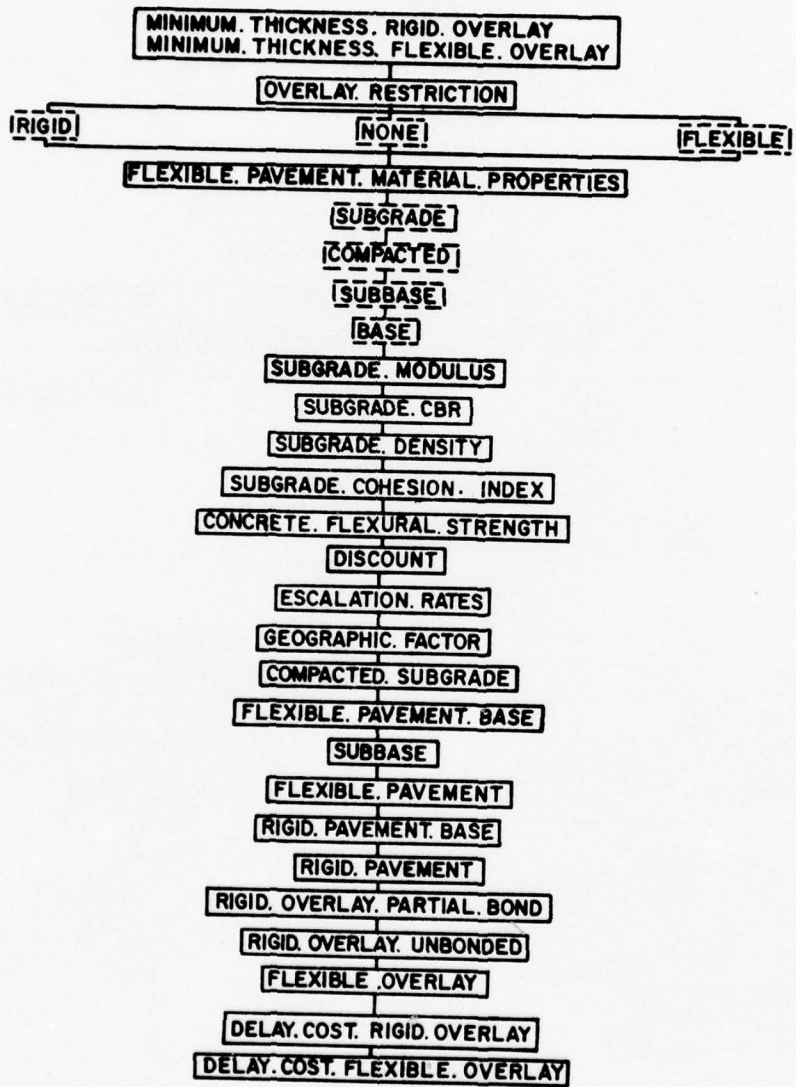 MINIMUM. THICKNESS. RIGID. OVERLAY
MINIMUM. THICKNESS. FLEXIBLE. OVERLAY
OVERLAY. RESTRICTION
RIGID NONE FLEXIBLE
FLEXIBLE. PAVEMENT. MATERIAL. PROPERTIES
SUBGRADE
COMPACTED
SUBBASE
BASE
SUBGRADE. MODULUS
SUBGRADE. CBR
SUBGRADE. DENSITY
SUBGRADE. COHESION. INDEX
CONCRETE. FLEXURAL. STRENGTH
DISCOUNT
ESCALATION. RATES
GEOGRAPHIC. FACTOR
COMPACTED. SUBGRADE
FLEXIBLE. PAVEMENT. BASE
SUBBASE
FLEXIBLE. PAVEMENT
RIGID. PAVEMENT. BASE
RIGID. PAVEMENT
RIGID. OVERLAY. PARTIAL. BOND
RIGID. OVERLAY. UNBONDED
FLEXIBLE .OVERLAY
DELAY. COST. RIGID. OVERLAY
DELAY. COST. FLEXIBLE. OVERLAY